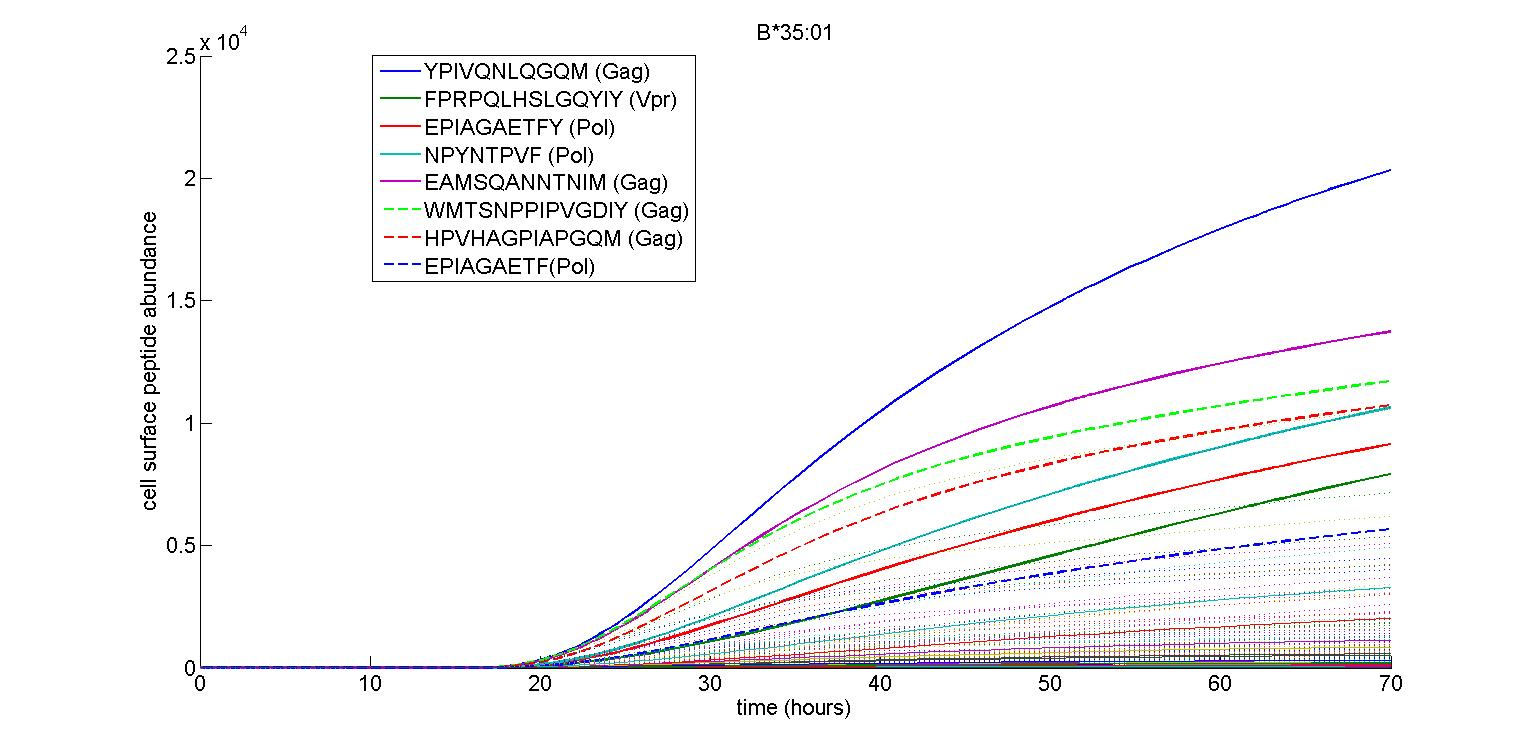 B*35:01
x 10^4
2.5
2
1.5
1
0.5
0
cell surface peptide abundance
YPIVQNLQGQM (Gag)
FPRPQLHSLGQYIY (Vpr)
EPIAGAETFY (Pol)
NPYNTPVF (Pol)
EAMSQANNTNIM (Gag)
WMTSNPPIPVGDIY (Gag)
HPVHAGPIAPGQM (Gag)
EPIAGAETF(Pol)
0 10 20 30 40 50 60 70
time (hours)